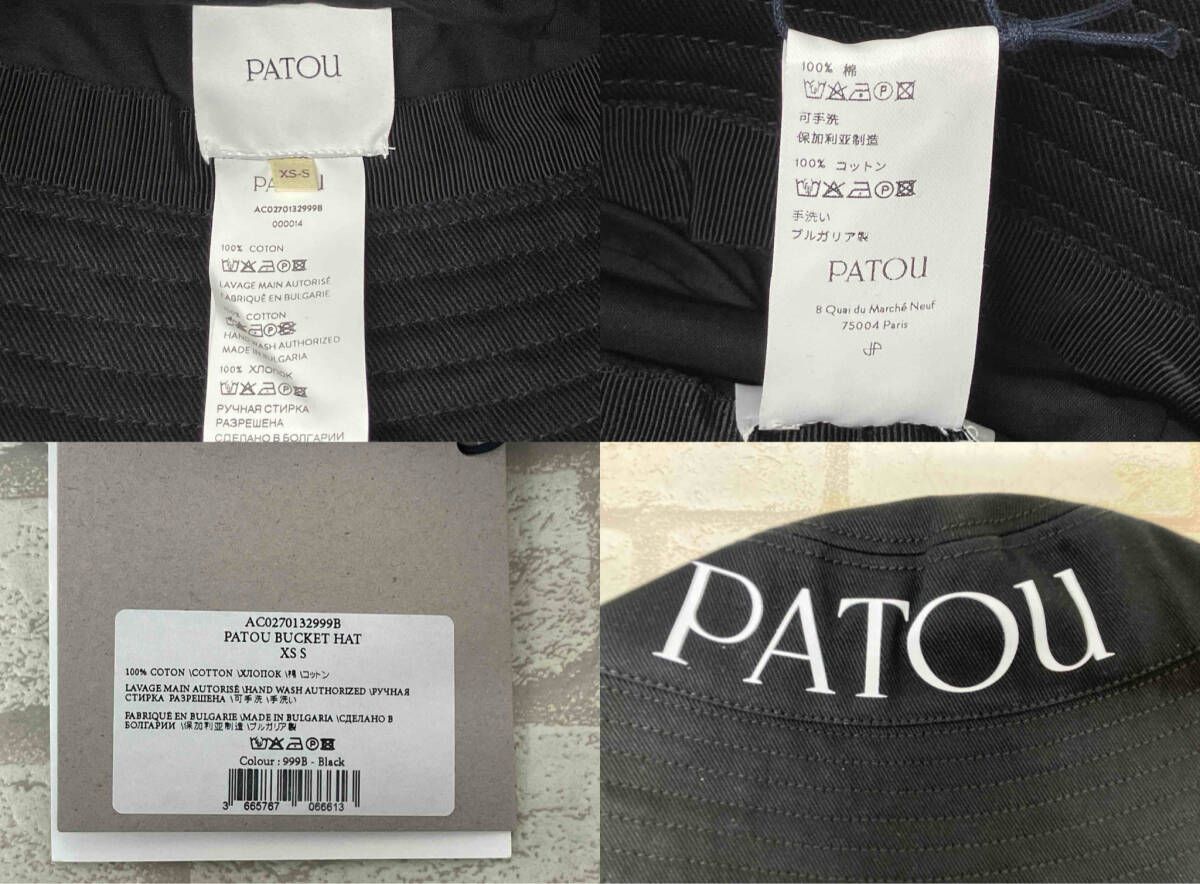 PATOU
XS-S
AC0270132999B
000014
100% COTON
LAVAGE MAIN AUTORISÉ
FABRIQUÉ EN BULGARIE
100% COTTON
HAND WASH AUTHORIZED
MADE IN BULGARIA
100% ХЛОПОК
РУЧНАЯ СТИРКА
РАЗРЕШЕНА
СДЕЛАНО В БОЛГАРИИ
100% 棉
可手洗
保加利亚制造
100% コットン
手洗い
ブルガリア製
PATOU
8 Quai du Marché Neuf
75004 Paris
JP
AC0270132999B
PATOU BUCKET HAT
XS S
100% COTON \COTTON \ХЛОПОК \棉 \コットン
LAVAGE MAIN AUTORISÉ \HAND WASH AUTHORIZED \РУЧНАЯ
СТИРКА РАЗРЕШЕНА \可手洗 \手洗い
FABRIQUÉ EN BULGARIE \MADE IN BULGARIA \СДЕЛАНО В
БОЛГАРИИ \保加利亚制造 \ブルガリア製
Colour : 999B - Black
3 665767 066613
PATOU